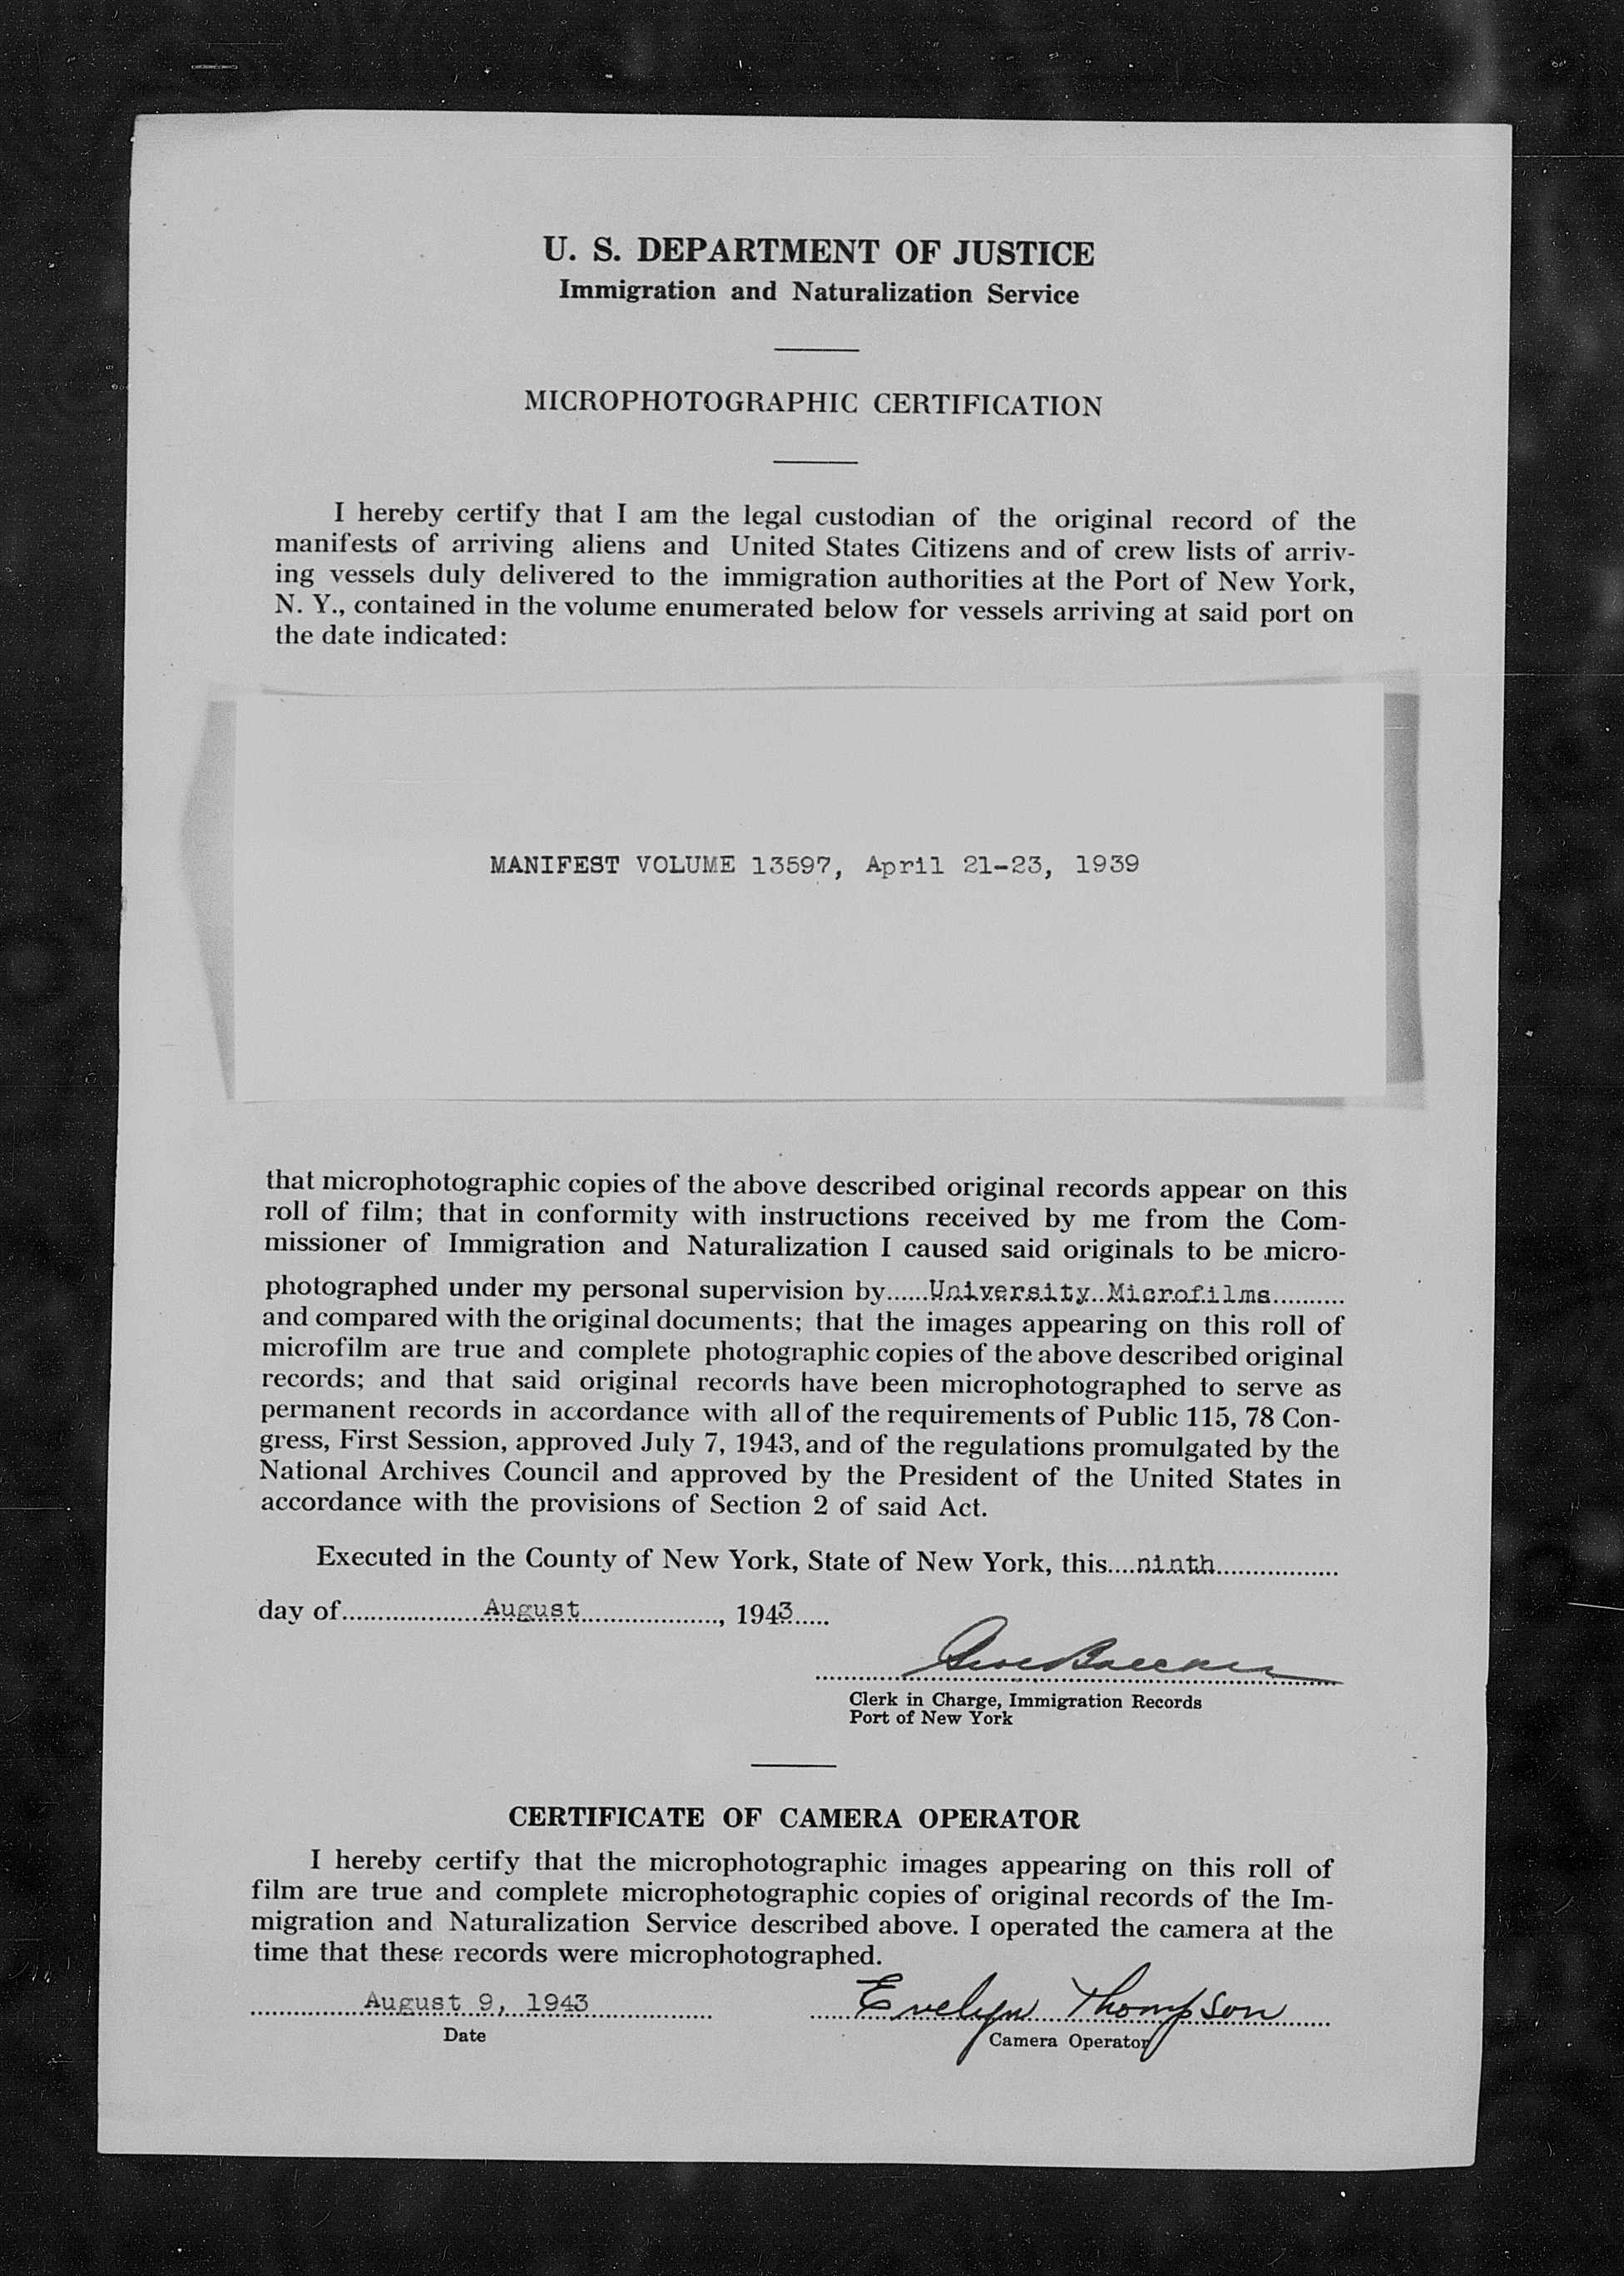 U. S. DEPARTMENT OF JUSTICE
Immigration and Naturalization Service
MICROPHOTOGRAPHIC CERTIFICATION
I hereby certify that I am the legal custodian of the original record of the
manifests of arriving aliens and United States Citizens and of crew lists of arriv-
ing vessels duly delivered to the immigration authorities at the Port of New York,
N. Y., contained in the volume enumerated below for vessels arriving at said port on
the date indicated:
MANIFEST VOLUME 13597, April 21-23, 1939
that microphotographic copies of the above described original records appear on this
roll of film; that in conformity with instructions received by me from the Com-
missioner of Immigration and Naturalization I caused said originals to be micro-
photographed under my personal supervision by......University Microfilms..........
and compared with the original documents; that the images appearing on this roll of
microfilm are true and complete photographic copies of the above described original
records; and that said original records have been microphotographed to serve as
permanent records in accordance with all of the requirements of Public 115, 78 Con-
gress, First Session, approved July 7, 1943, and of the regulations promulgated by the
National Archives Council and approved by the President of the United States in
accordance with the provisions of Section 2 of said Act.
Executed in the County of New York, State of New York, this....ninth..................
day of.....................August....................., 1943......
Clerk in Charge, Immigration Records
Port of New York
CERTIFICATE OF CAMERA OPERATOR
I hereby certify that the microphotographic images appearing on this roll of
film are true and complete microphotographic copies of original records of the Im-
migration and Naturalization Service described above. I operated the camera at the
time that these records were microphotographed.
August 9, 1943 Evelyn Thompson
Date Camera Operator